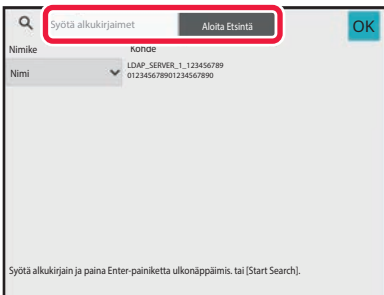 Syötä alkukirjaimet Aloita Etsintä OK
Nimike Kohde
Nimi LDAP_SERVER_1_123456789
012345678901234567890
Syötä alkukirjain ja paina Enter-painiketta ulkonäppäimis. tai [Start Search].